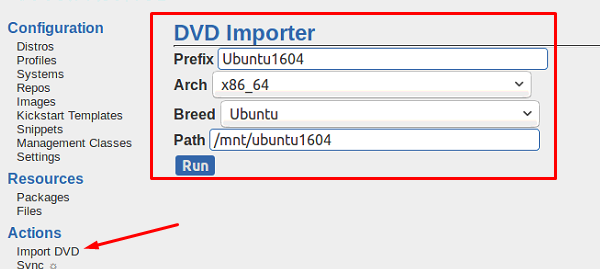 Configuration
Distros
Profiles
Systems
Repos
Images
Kickstart Templates
Snippets
Management Classes
Settings
Resources
Packages
Files
Actions
Import DVD
Sync ☼
DVD Importer
Prefix Ubuntu1604
Arch x86_64
Breed Ubuntu
Path /mnt/ubuntu1604
Run